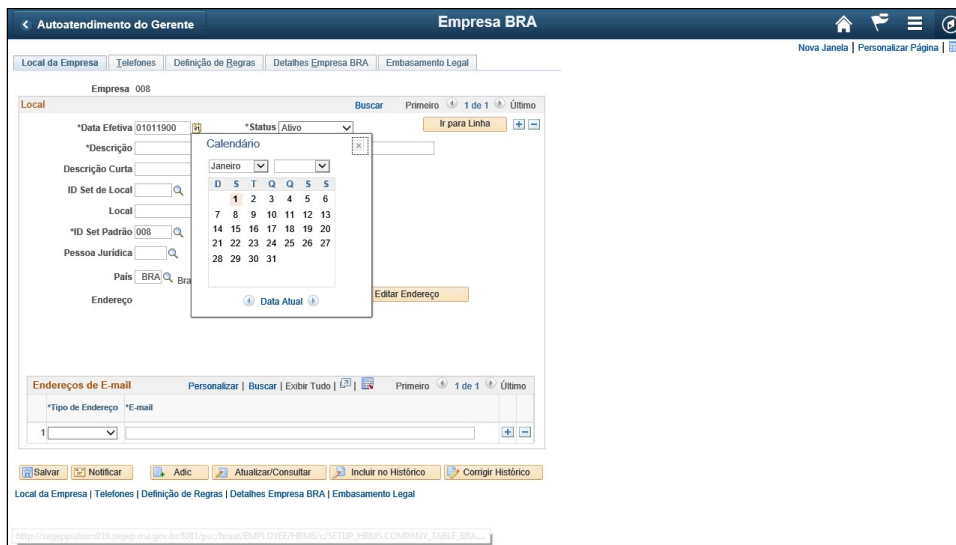 Autoatendimento do Gerente
Empresa BRA
Nova Janela | Personalizar Página |
Local da Empresa Telefones Definição de Regras Detalhes Empresa BRA Embasamento Legal
Empresa 008
Local Buscar Primeiro 1 de 1 Último
*Data Efetiva 01011900 *Status Ativo Ir para Linha
*Descrição
Descrição Curta
ID Set de Local
Local
*ID Set Padrão 008
Pessoa Jurídica
País BRA Bra
Endereço
Editar Endereço
Calendário
Janeiro
D S T Q Q S S
1 2 3 4 5 6
7 8 9 10 11 12 13
14 15 16 17 18 19 20
21 22 23 24 25 26 27
28 29 30 31
Data Atual
Endereços de E-mail Personalizar | Buscar | Exibir Tudo | | Primeiro 1 de 1 Último
*Tipo de Endereço *E-mail
1
Salvar Notificar Adic Atualizar/Consultar Incluir no Histórico Corrigir Histórico
Local da Empresa | Telefones | Definição de Regras | Detalhes Empresa BRA | Embasamento Legal